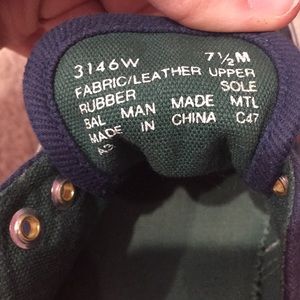 3146W 7½M
FABRIC/LEATHER UPPER
RUBBER SOLE
BAL MAN MADE MTL
MADE IN CHINA C47
A3